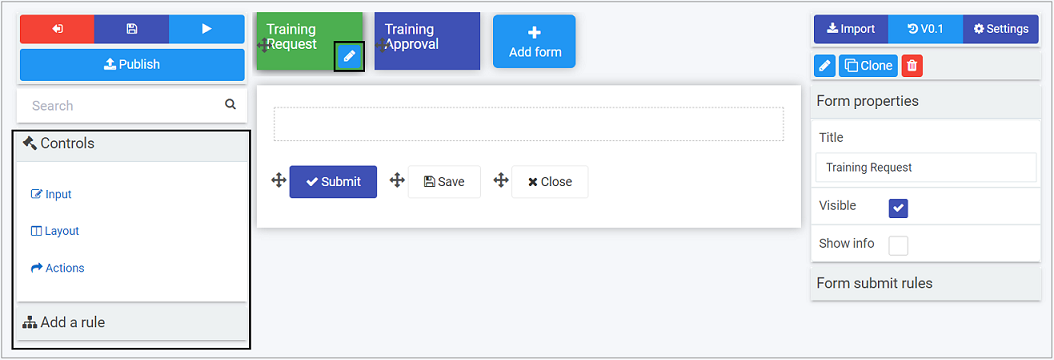 Publish
Search
Controls
Input
Layout
Actions
Add a rule
Training
Request
Training
Approval
Add form
Submit
Save
Close
Import
V0.1
Settings
Clone
Form properties
Title
Training Request
Visible
Show info
Form submit rules